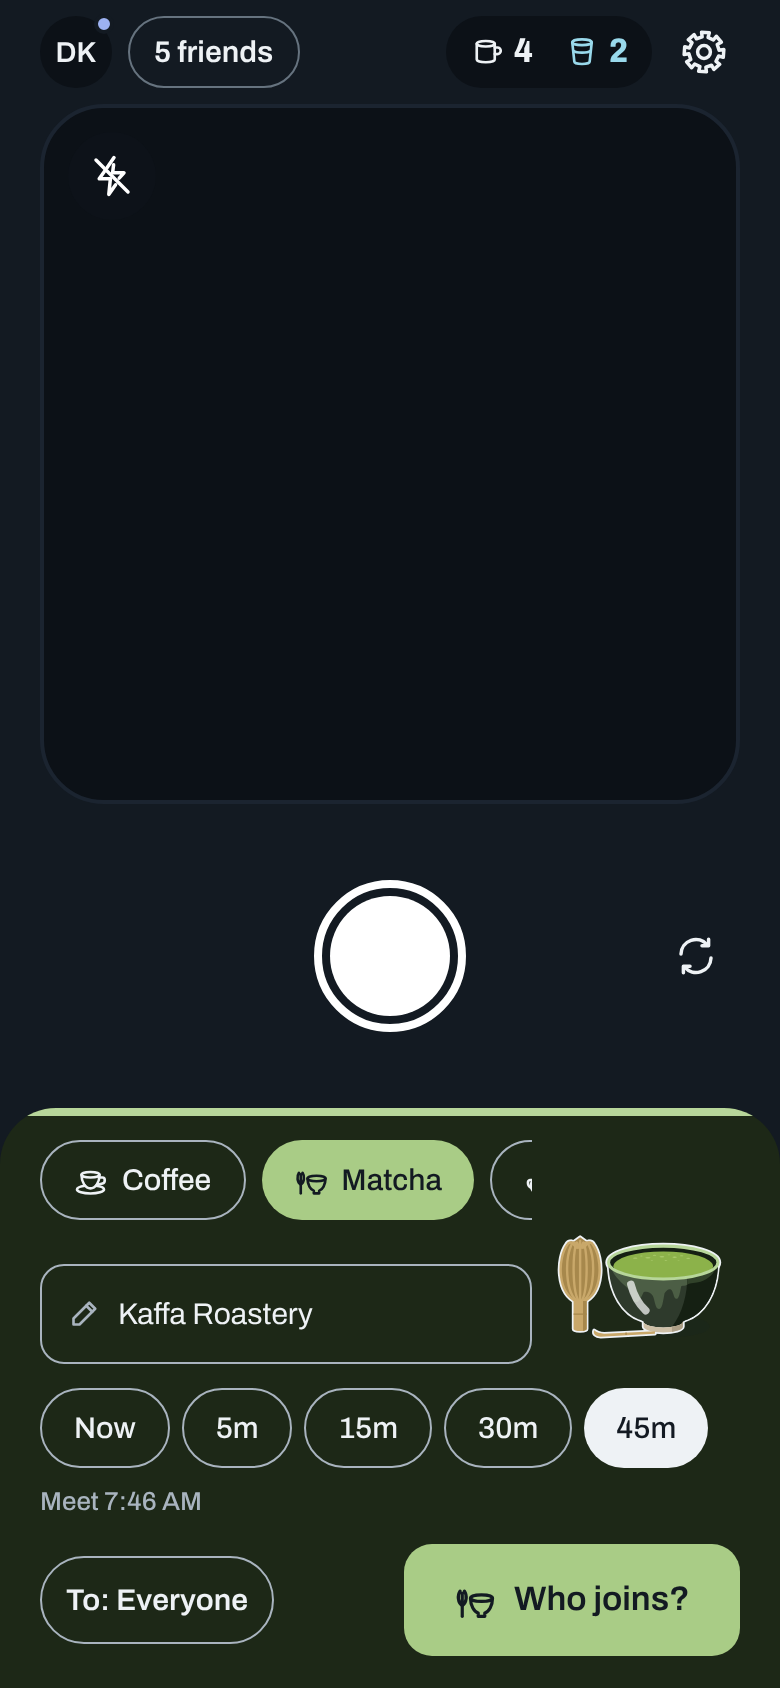 DK
5 friends
4
2
Coffee
Matcha
Kaffa Roastery
Now
5m
15m
30m
45m
Meet 7:46 AM
To: Everyone
Who joins?